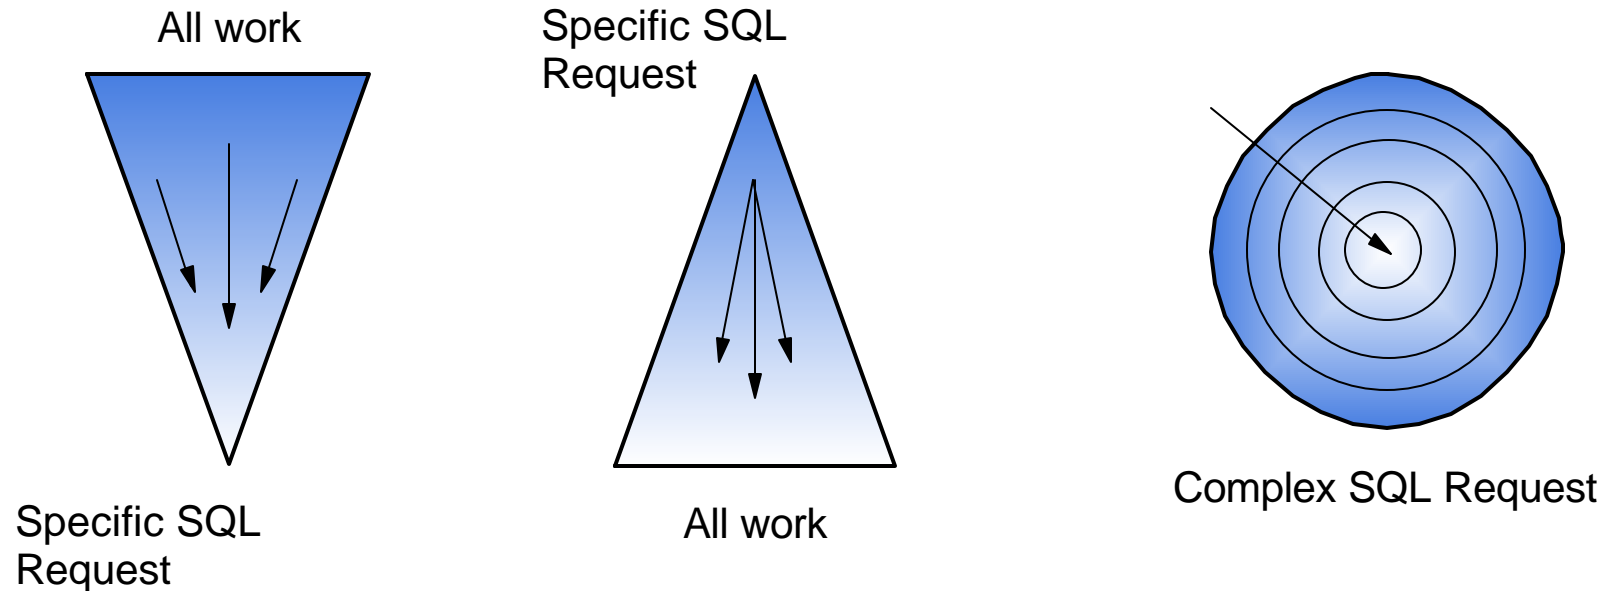 All work
Specific SQL
Request
Specific SQL
Request
All work
Complex SQL Request